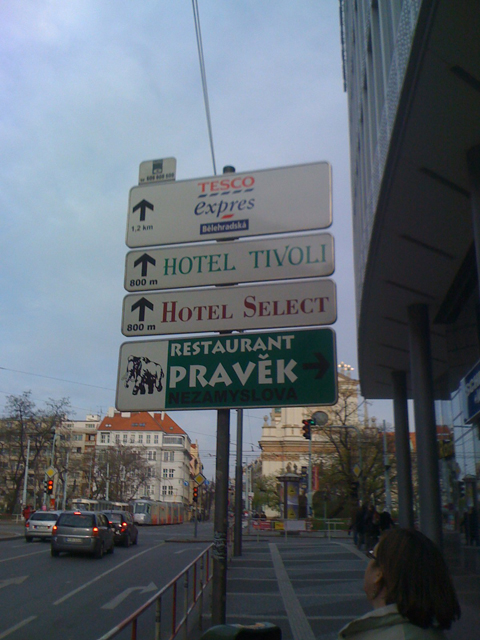 TESCO
expres
Bělehradská
1,2 km
HOTEL TIVOLI
800 m
HOTEL SELECT
800 m
RESTAURANT
PRAVĚK
NEZAMYSLOVA